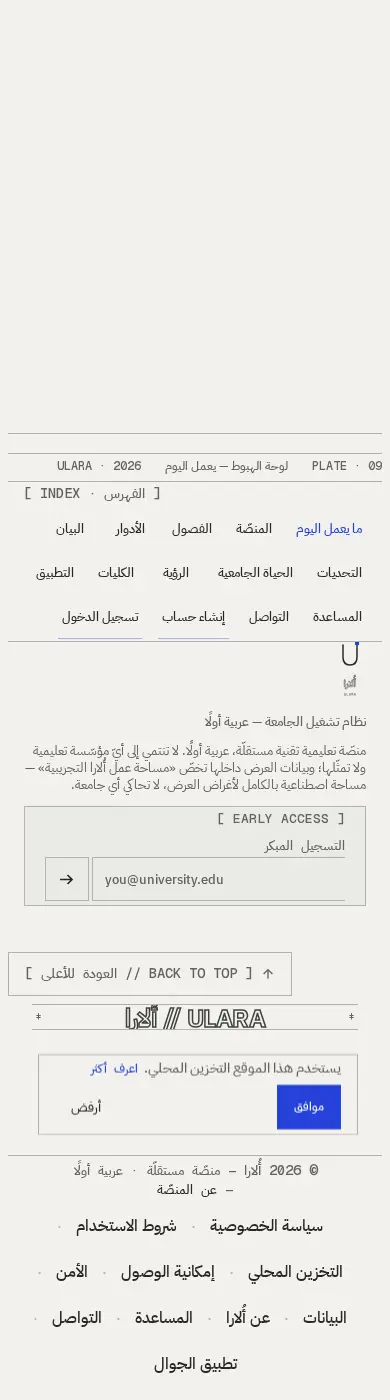 PLATE · 09 لوحة الهبوط — يعمل اليوم ULARA · 2026
[ الفهرس · INDEX ]
ما يعمل اليوم المنصّة الفصول الأدوار البيان
التحديات الحياة الجامعية الرؤية الكليات التطبيق
المساعدة التواصل إنشاء حساب تسجيل الدخول
أُلارا
ULARA
نظام تشغيل الجامعة — عربية أولًا
منصّة تعليمية تقنية مستقلّة، عربية أولًا. لا تنتمي إلى أيّ مؤسّسة تعليمية
ولا تمثّلها؛ وبيانات العرض داخلها تخصّ «مساحة عمل أُلارا التجريبية» —
مساحة اصطناعية بالكامل لأغراض العرض، لا تحاكي أي جامعة.
[ EARLY ACCESS ]
التسجيل المبكر
you@university.edu →
[ العودة للأعلى // BACK TO TOP ] ↑
أُلارا // ULARA
يستخدم هذا الموقع التخزين المحلي. اعرف أكثر
موافق أرفض
© 2026 أُلارا — منصّة مستقلّة · عربية أولًا
— عن المنصّة
سياسة الخصوصية · شروط الاستخدام ·
التخزين المحلي · إمكانية الوصول · الأمن ·
البيانات · عن أُلارا · المساعدة · التواصل ·
تطبيق الجوال